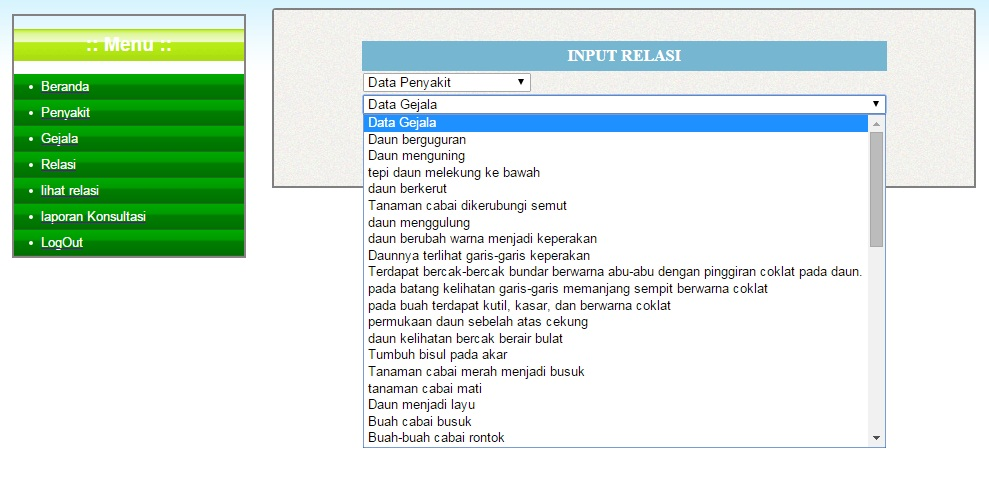 :: Menu ::
Beranda
Penyakit
Gejala
Relasi
lihat relasi
laporan Konsultasi
LogOut
INPUT RELASI
Data Penyakit
Data Gejala
Data Gejala
Daun berguguran
Daun menguning
tepi daun melekung ke bawah
daun berkerut
Tanaman cabai dikerubungi semut
daun menggulung
daun berubah warna menjadi keperakan
Daunnya terlihat garis-garis keperakan
Terdapat bercak-bercak bundar berwarna abu-abu dengan pinggiran coklat pada daun.
pada batang kelihatan garis-garis memanjang sempit berwarna coklat
pada buah terdapat kutil, kasar, dan berwarna coklat
permukaan daun sebelah atas cekung
daun kelihatan bercak berair bulat
Tumbuh bisul pada akar
Tanaman cabai merah menjadi busuk
tanaman cabai mati
Daun menjadi layu
Buah cabai busuk
Buah-buah cabai rontok